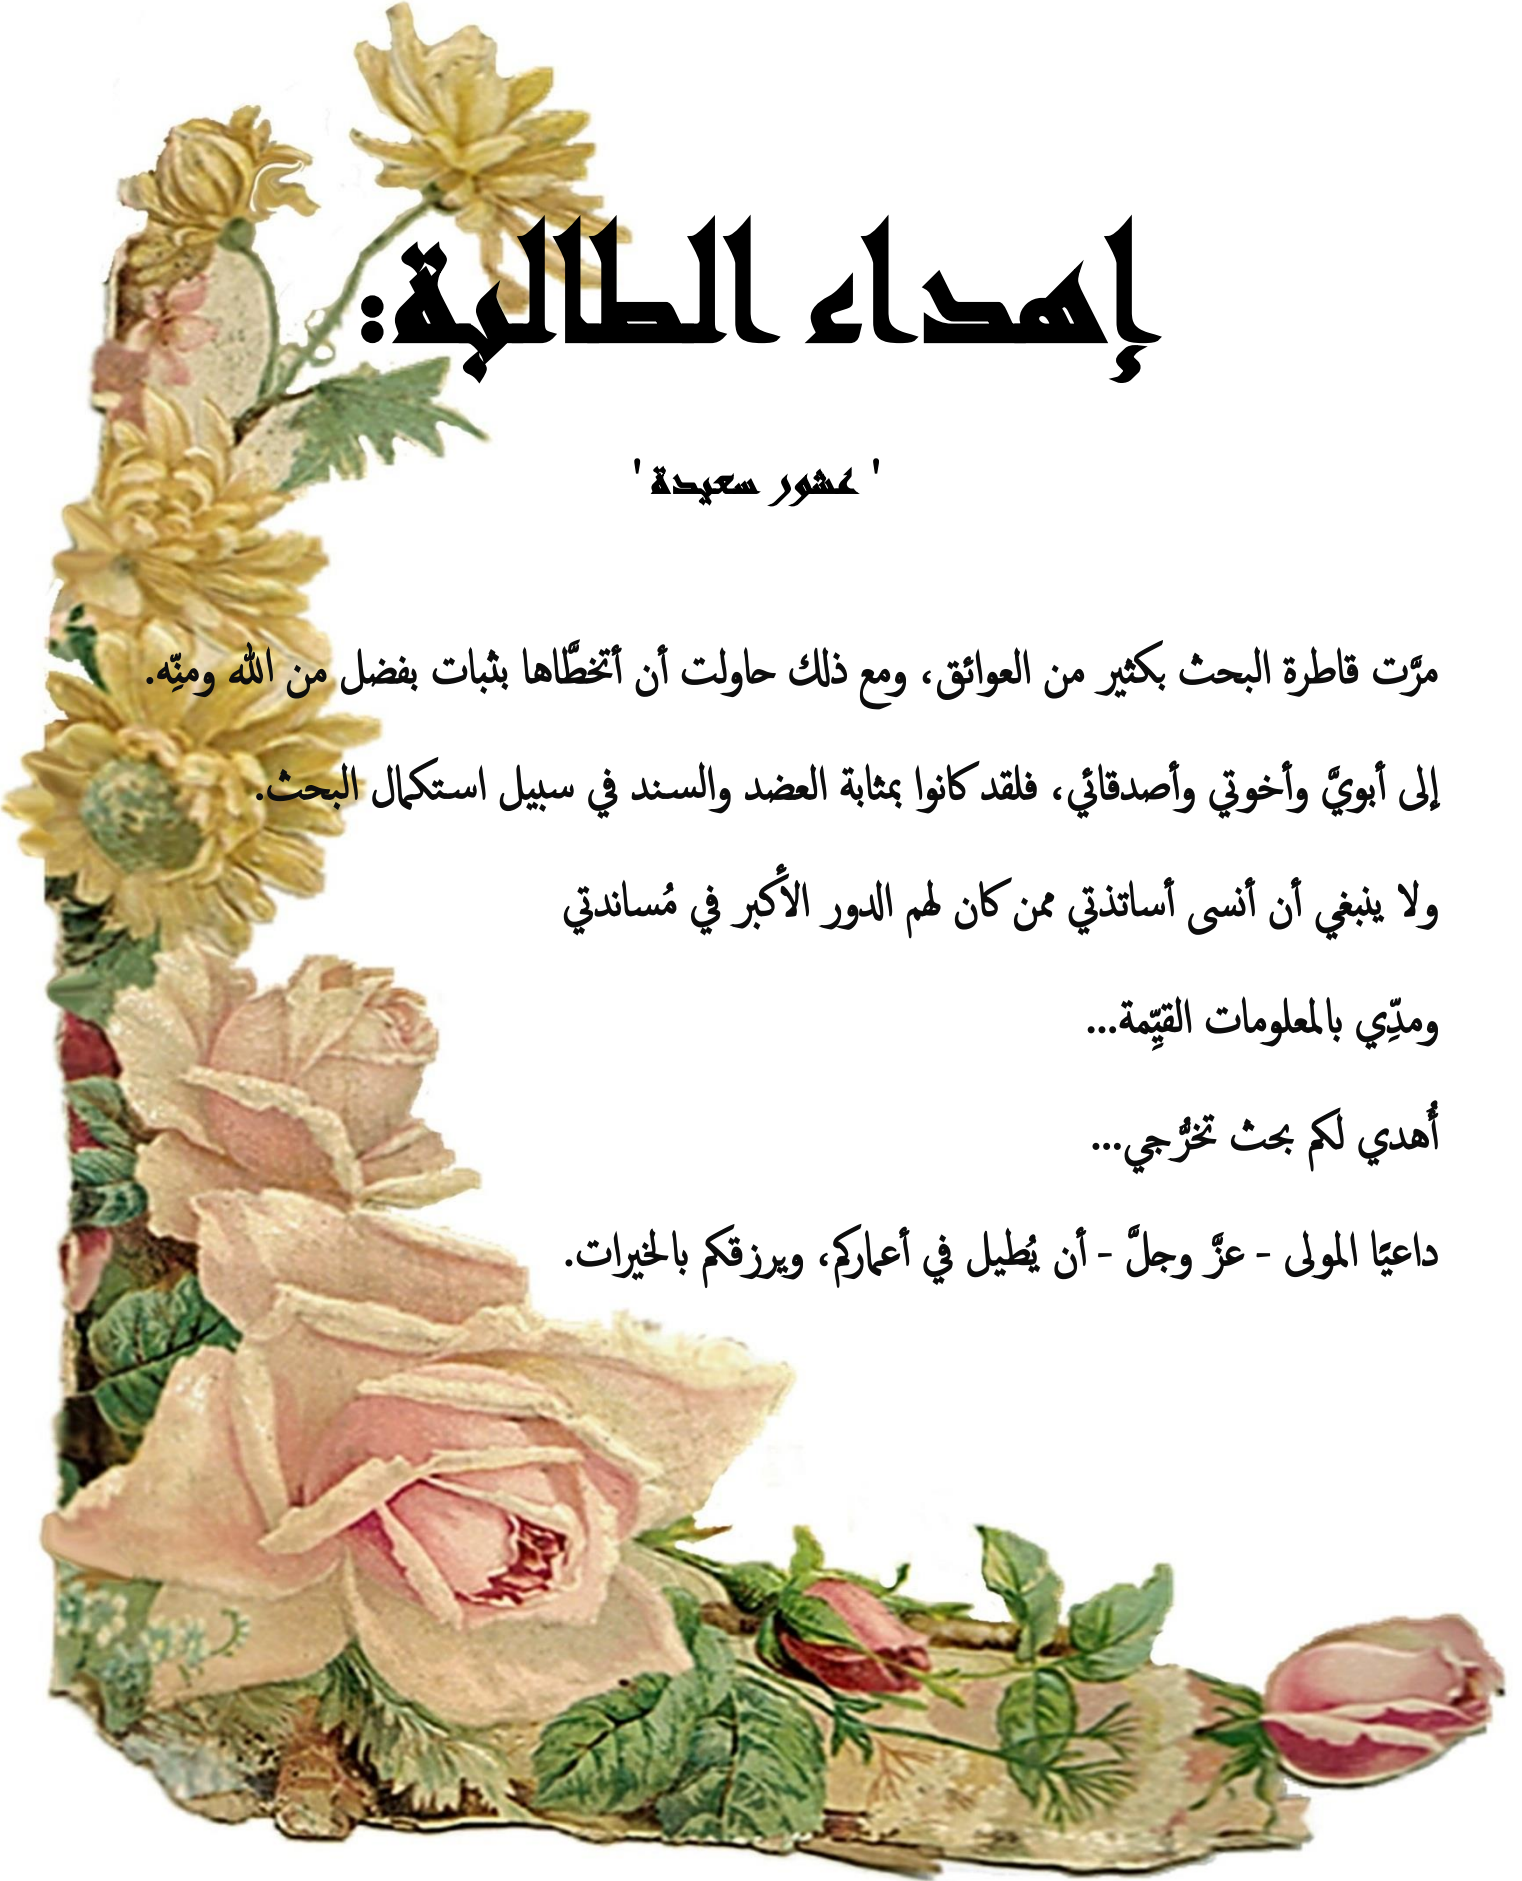 إهداء الطالبة:
' عشور سعيدة '
مرَّت قاطرة البحث بكثير من العوائق، ومع ذلك حاولت أن أتخطَّاها بثبات بفضل من الله ومنِّه.
إلى أبويَّ وأخوتي وأصدقائي، فلقد كانوا بمثابة العضد والسند في سبيل استكمال البحث.
ولا ينبغي أن أنسى أساتذتي ممن كان لهم الدور الأكبر في مُساندتي
ومدِّي بالمعلومات القيِّمة...
أُهدي لكم بحث تخرُّجي...
داعيًا المولى - عزَّ وجلَّ - أن يُطيل في أعماركم، ويرزقكم بالخيرات.